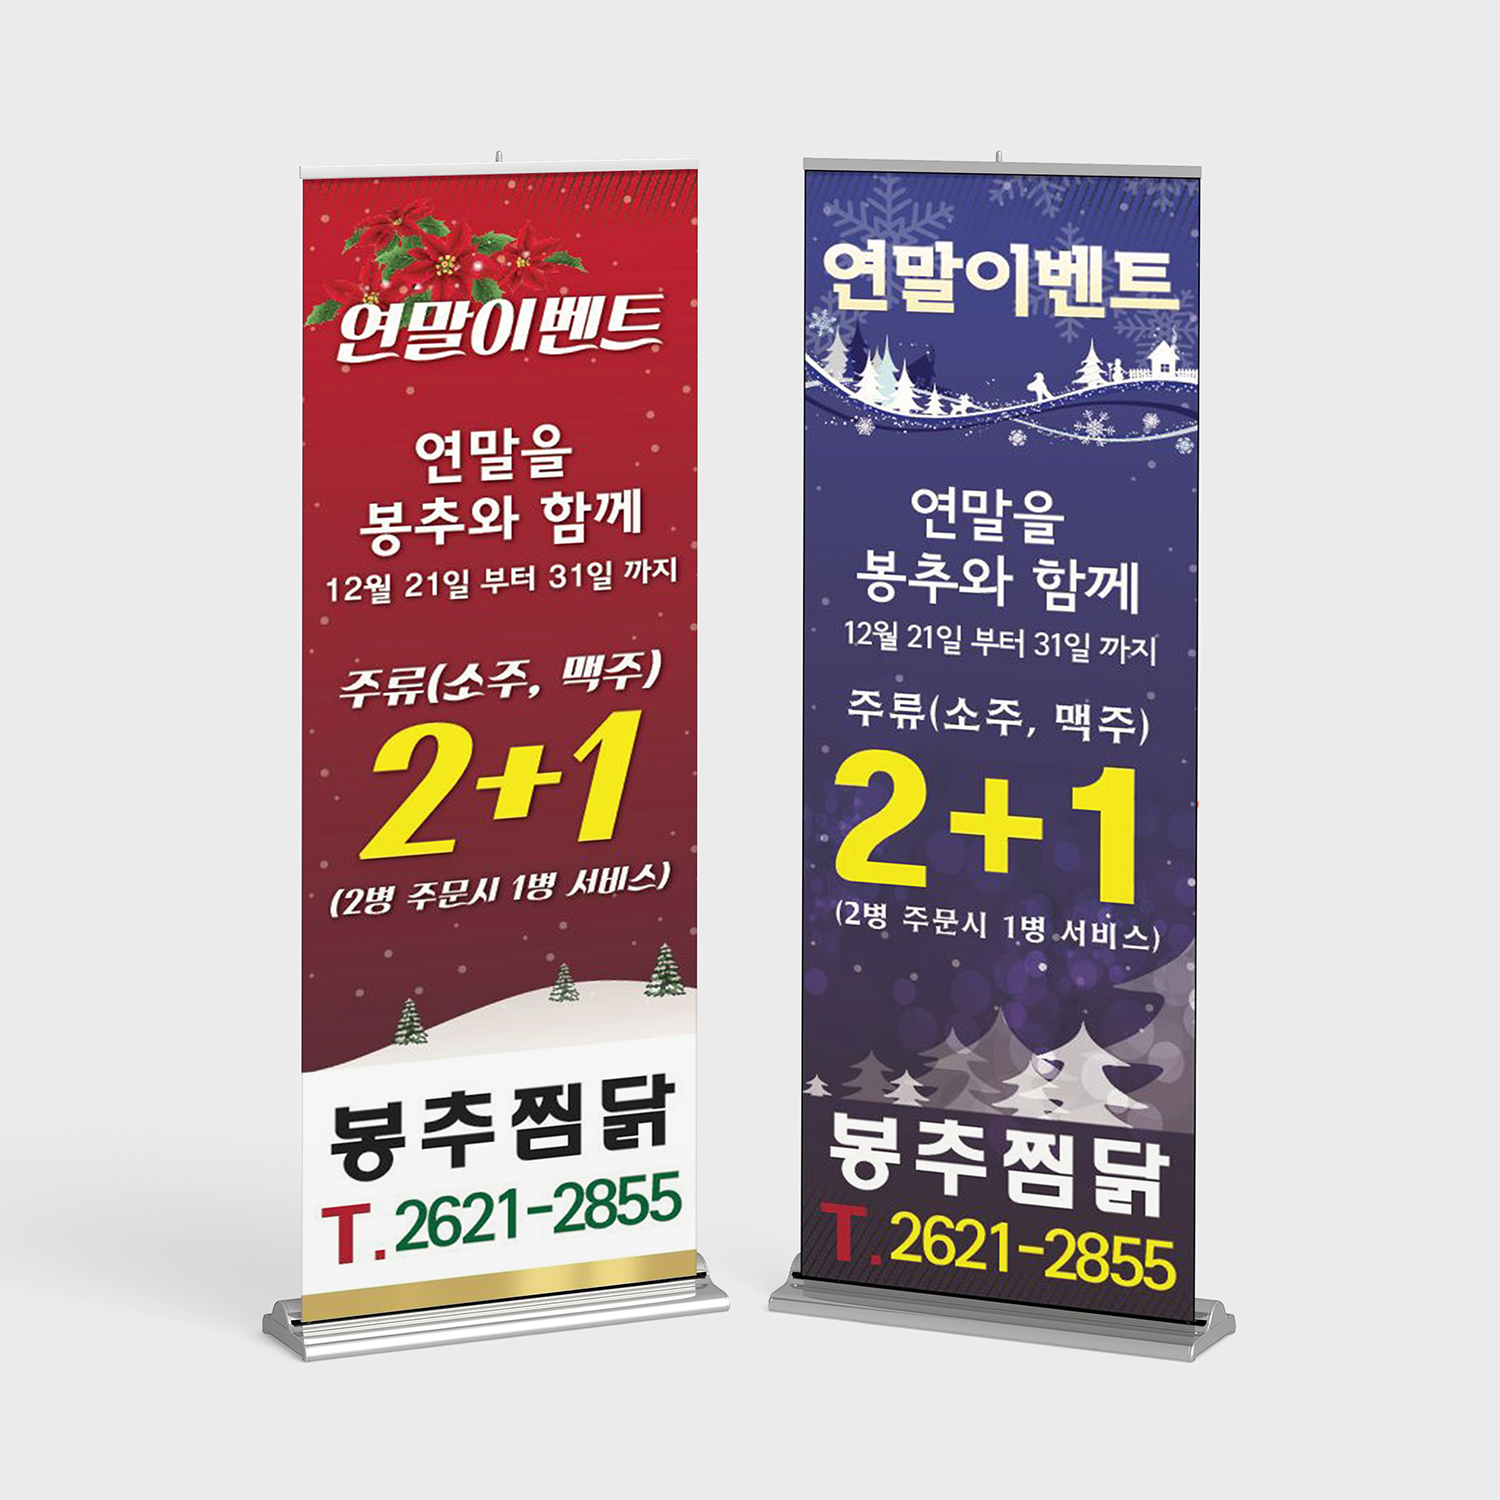 연말이벤트
연말을
봉추와 함께
12월 21일 부터 31일 까지
주류(소주, 맥주)
2+1
(2병 주문시 1병 서비스)
봉추찜닭
T.2621-2855
연말이벤트
연말을
봉추와 함께
12월 21일 부터 31일 까지
주류(소주, 맥주)
2+1
(2병 주문시 1병 서비스)
봉추찜닭
T.2621-2855